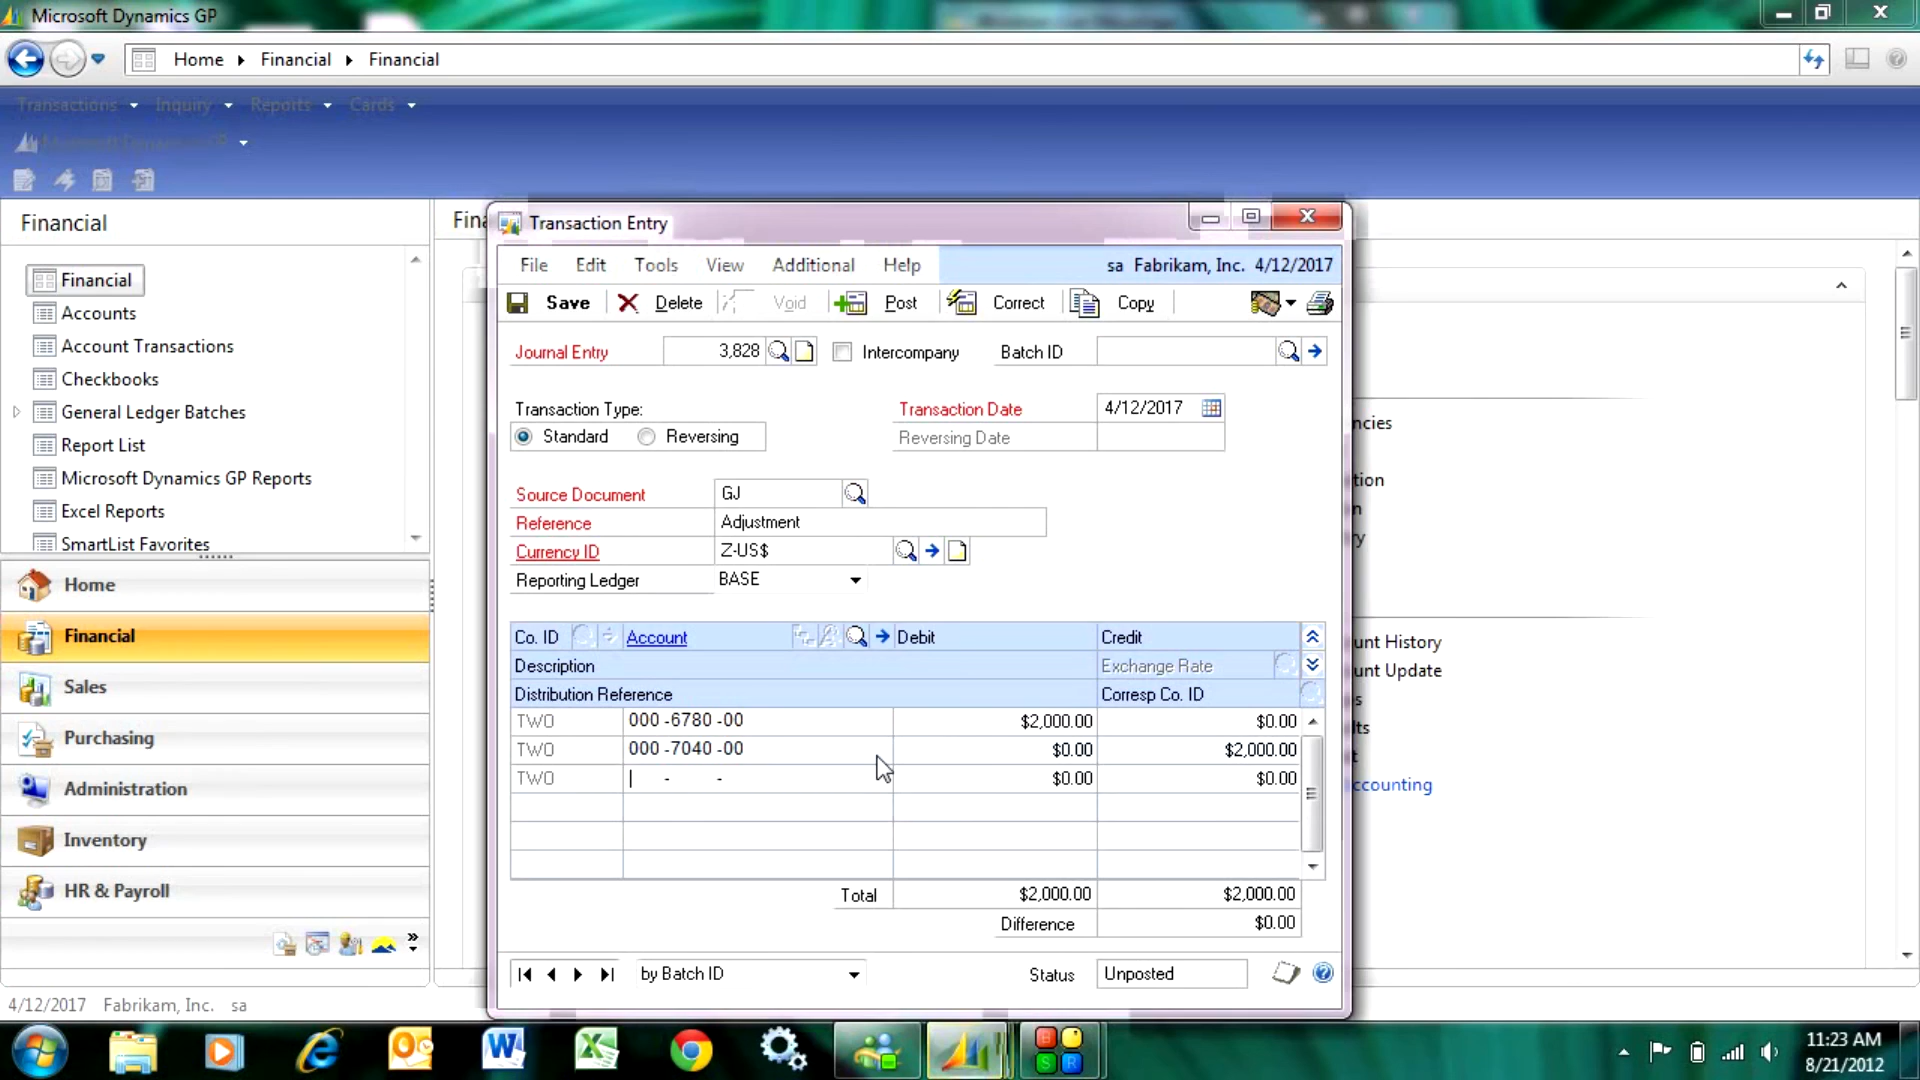 Microsoft Dynamics GP
Home Financial Financial
Transactions Inquiry Reports Cards
Financial
Financial
Accounts
Account Transactions
Checkbooks
General Ledger Batches
Report List
Microsoft Dynamics GP Reports
Excel Reports
SmartList Favorites
Home
Financial
Sales
Purchasing
Administration
Inventory
HR & Payroll
4/12/2017 Fabrikam, Inc. sa
Transaction Entry
File Edit Tools View Additional Help
sa Fabrikam, Inc. 4/12/2017
Save Delete Void Post Correct Copy
Journal Entry 3,828 Intercompany Batch ID
Transaction Type:
Standard Reversing
Transaction Date 4/12/2017
Reversing Date
Source Document GJ
Reference Adjustment
Currency ID Z-US$
Reporting Ledger BASE
Co. ID Account Debit Credit
Description Exchange Rate
Distribution Reference Corresp Co. ID
TWO 000 -6780 -00 $2,000.00 $0.00
TWO 000 -7040 -00 $0.00 $2,000.00
TWO - - $0.00 $0.00
Total $2,000.00 $2,000.00
Difference $0.00
by Batch ID Status Unposted
unt History
unt Update
ccounting
11:23 AM
8/21/2012